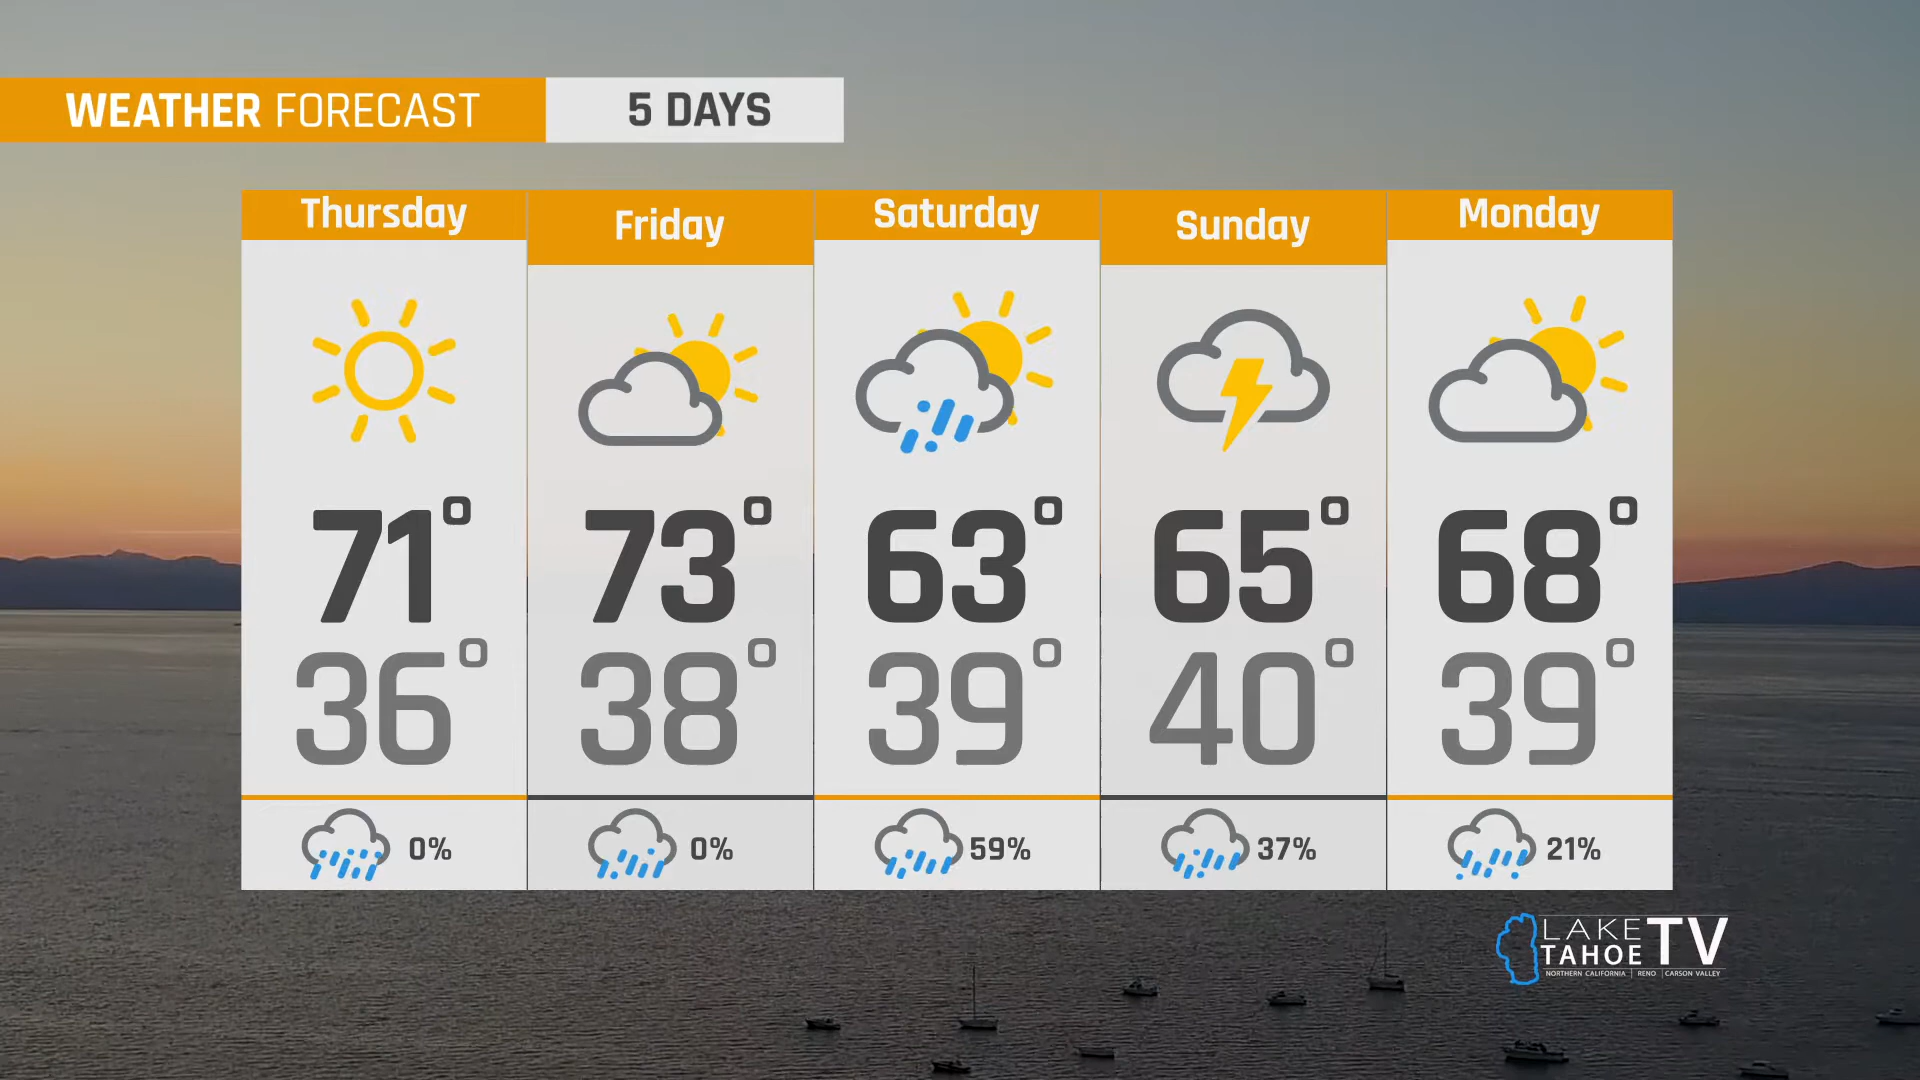 WEATHER FORECAST
5 DAYS
Thursday
Friday
Saturday
Sunday
Monday
71° 73° 63° 65° 68°
36° 38° 39° 40° 39°
0% 0% 59% 37% 21%
LAKE TAHOE TV
NORTHERN CALIFORNIA | RENO | CARSON VALLEY